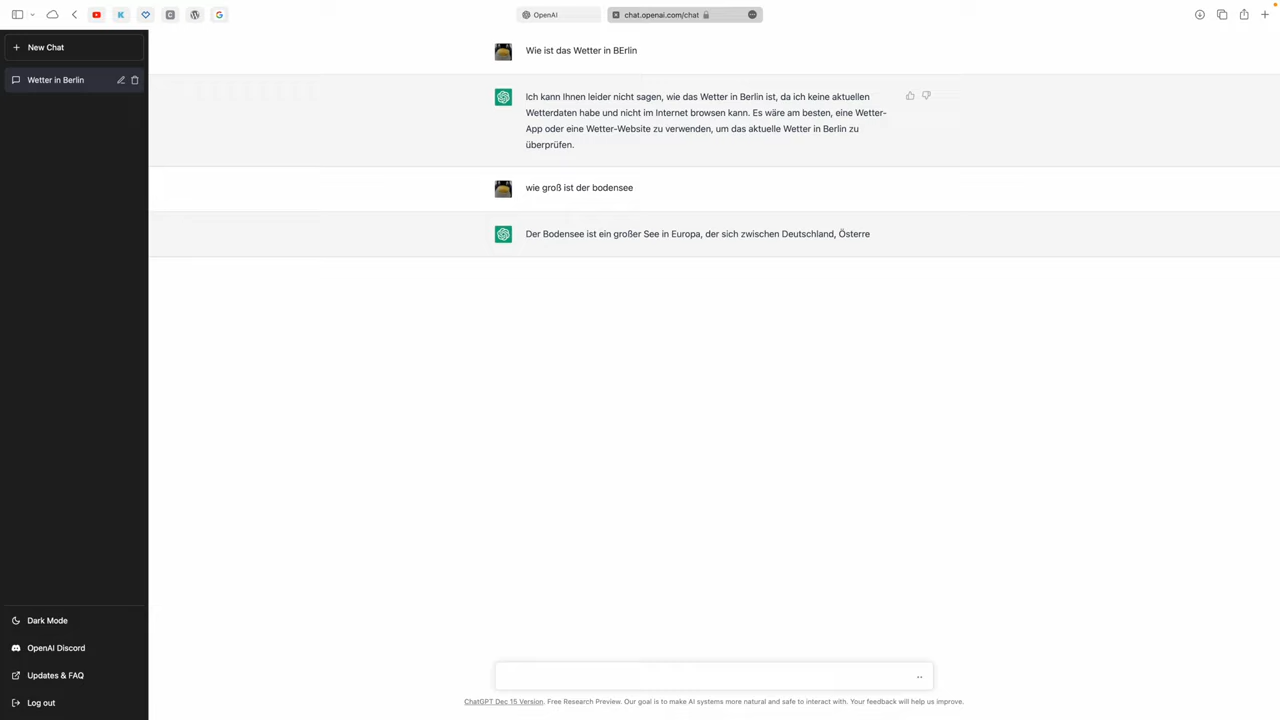 OpenAI
chat.openai.com/chat
New Chat
Wetter in Berlin
Wie ist das Wetter in BErlin
Ich kann Ihnen leider nicht sagen, wie das Wetter in Berlin ist, da ich keine aktuellen
Wetterdaten habe und nicht im Internet browsen kann. Es wäre am besten, eine Wetter-
App oder eine Wetter-Website zu verwenden, um das aktuelle Wetter in Berlin zu
überprüfen.
wie groß ist der bodensee
Der Bodensee ist ein großer See in Europa, der sich zwischen Deutschland, Österre
Dark Mode
OpenAI Discord
Updates & FAQ
Log out
ChatGPT Dec 15 Version. Free Research Preview. Our goal is to make AI systems more natural and safe to interact with. Your feedback will help us improve.